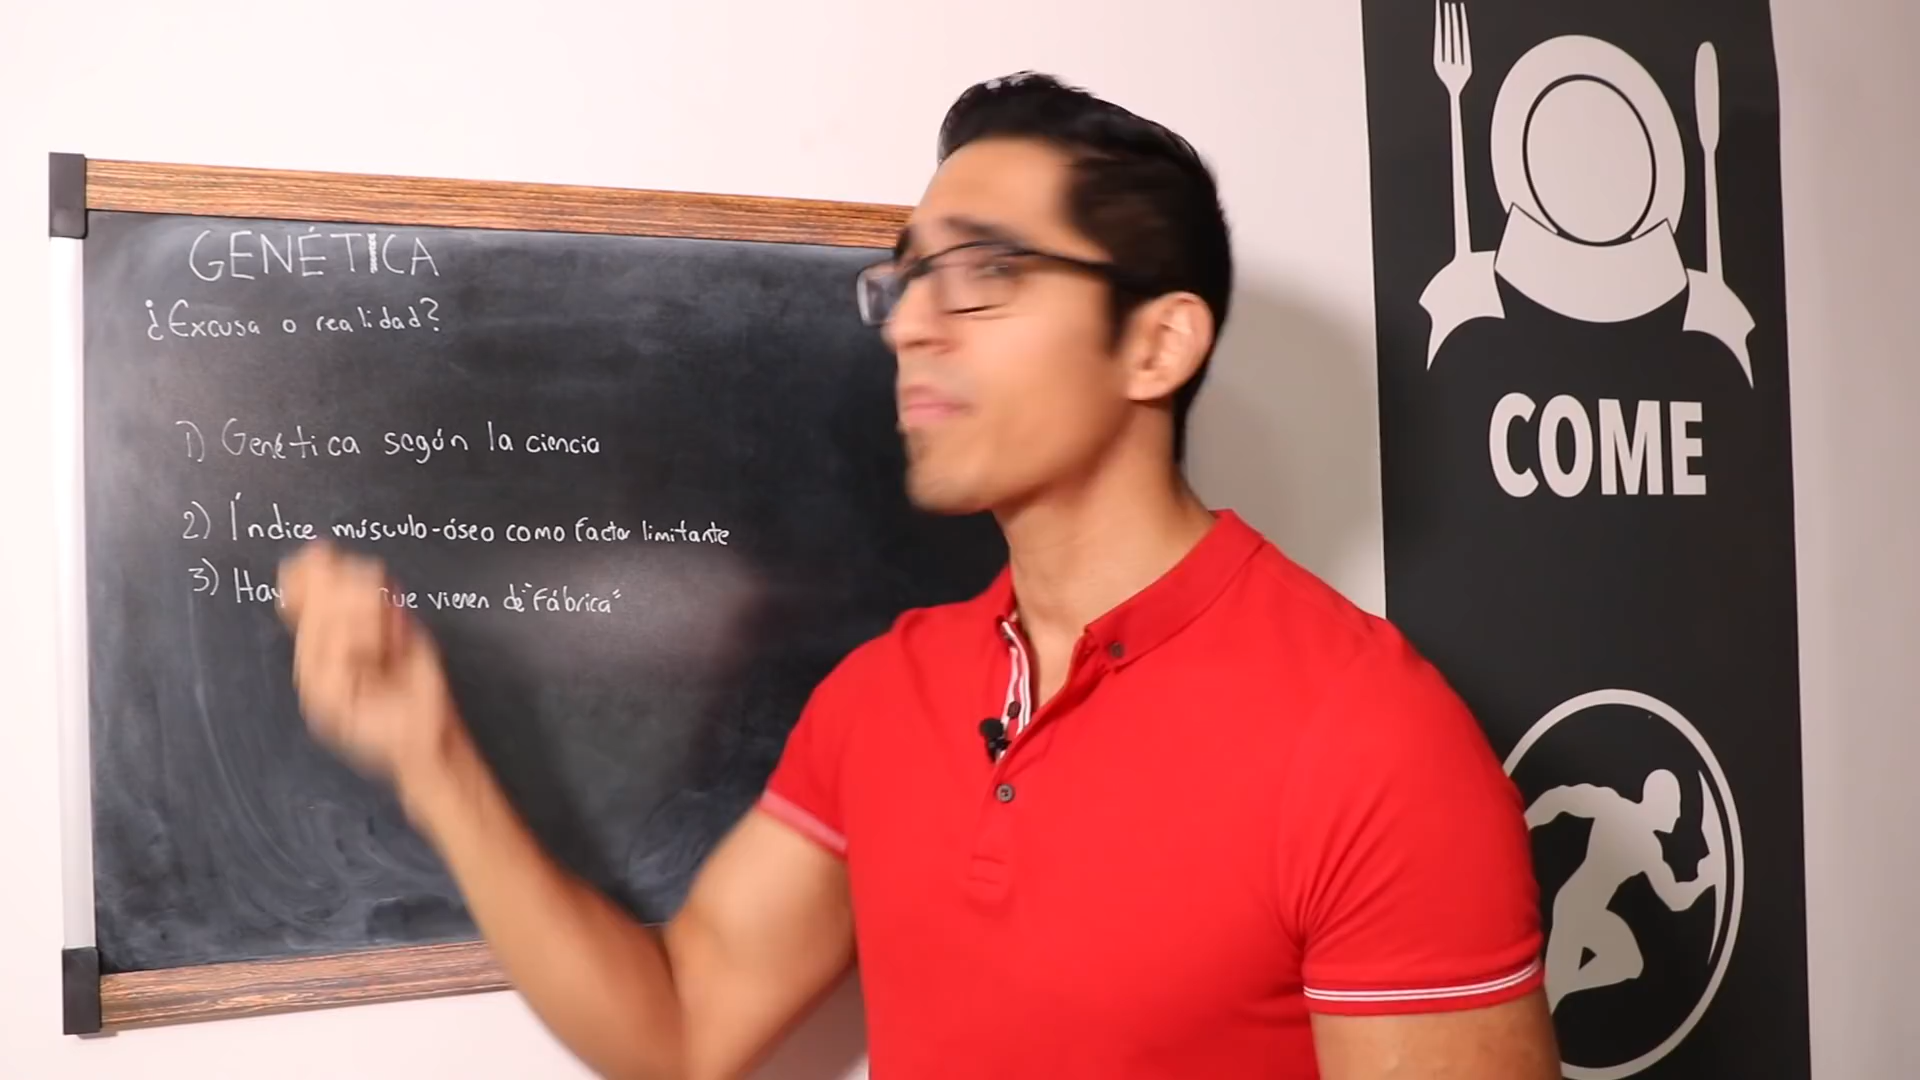 GENÉTICA
¿Excusa o realidad?
1) Genética según la ciencia
2) Índice músculo-óseo como factor limitante
3) Hay que vienen de "Fábrica"
COME